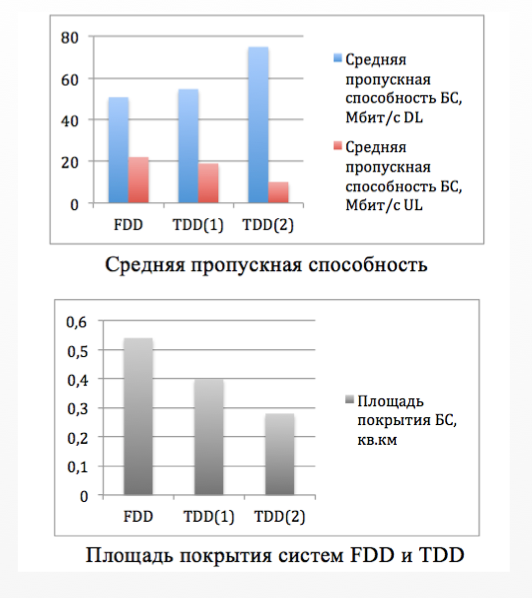 80
60
40
20
0
FDD TDD(1) TDD(2)
Средняя
пропускная
способность БС,
Мбит/с DL
Средняя
пропускная
способность БС,
Мбит/с UL
Средняя пропускная способность
0,6
0,5
0,4
0,3
0,2
0,1
0
FDD TDD(1) TDD(2)
Площадь
покрытия БС,
кв.км
Площадь покрытия систем FDD и TDD